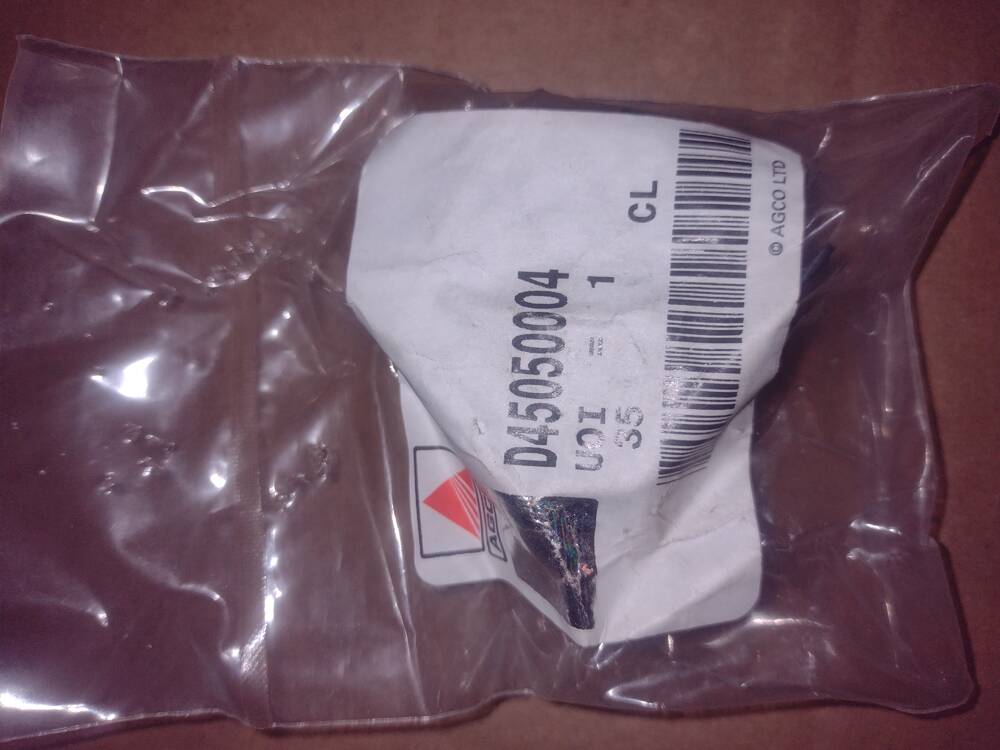 D45050004
UOI 1
35 CL
© AGCO LTD